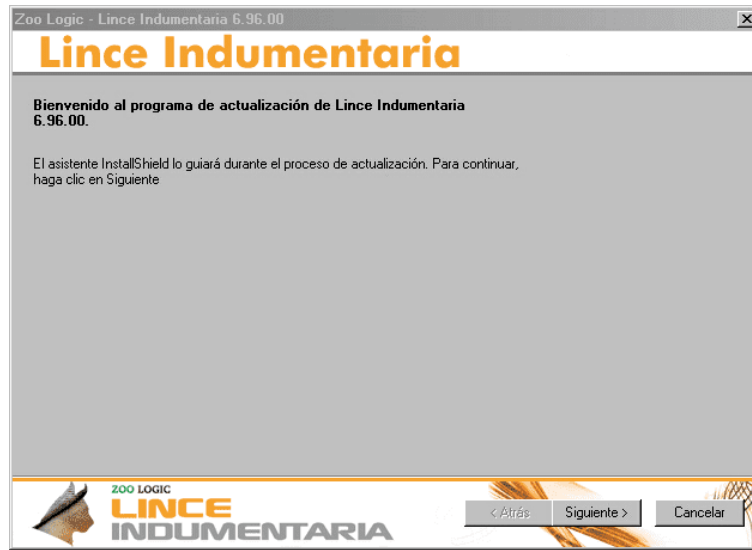 Zoo Logic - Lince Indumentaria 6.96.00
Lince Indumentaria
Bienvenido al programa de actualización de Lince Indumentaria
6.96.00.
El asistente InstallShield lo guiará durante el proceso de actualización. Para continuar,
haga clic en Siguiente
ZOO LOGIC
LINCE
INDUMENTARIA
< Atrás Siguiente > Cancelar